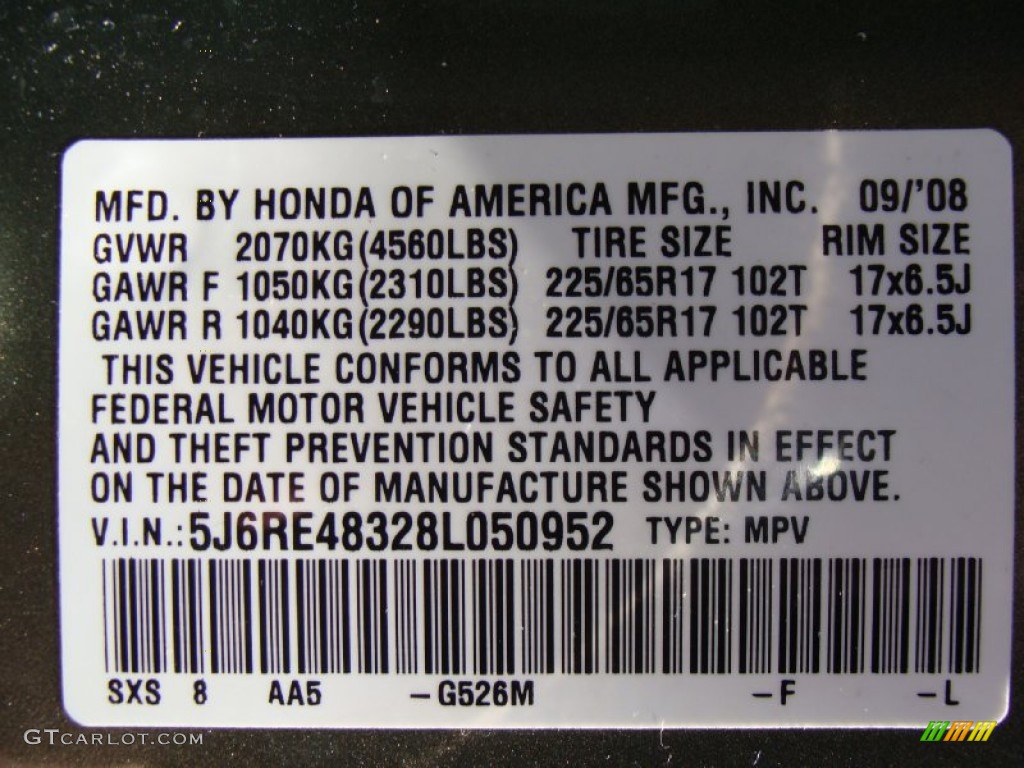 MFD. BY HONDA OF AMERICA MFG., INC. 09/'08
GVWR 2070KG(4560LBS) TIRE SIZE RIM SIZE
GAWR F 1050KG(2310LBS) 225/65R17 102T 17x6.5J
GAWR R 1040KG(2290LBS) 225/65R17 102T 17x6.5J
THIS VEHICLE CONFORMS TO ALL APPLICABLE
FEDERAL MOTOR VEHICLE SAFETY
AND THEFT PREVENTION STANDARDS IN EFFECT
ON THE DATE OF MANUFACTURE SHOWN ABOVE.
V.I.N.:5J6RE48328L050952 TYPE: MPV
SXS 8 AA5 -G526M -F -L
GTCARLOT.COM